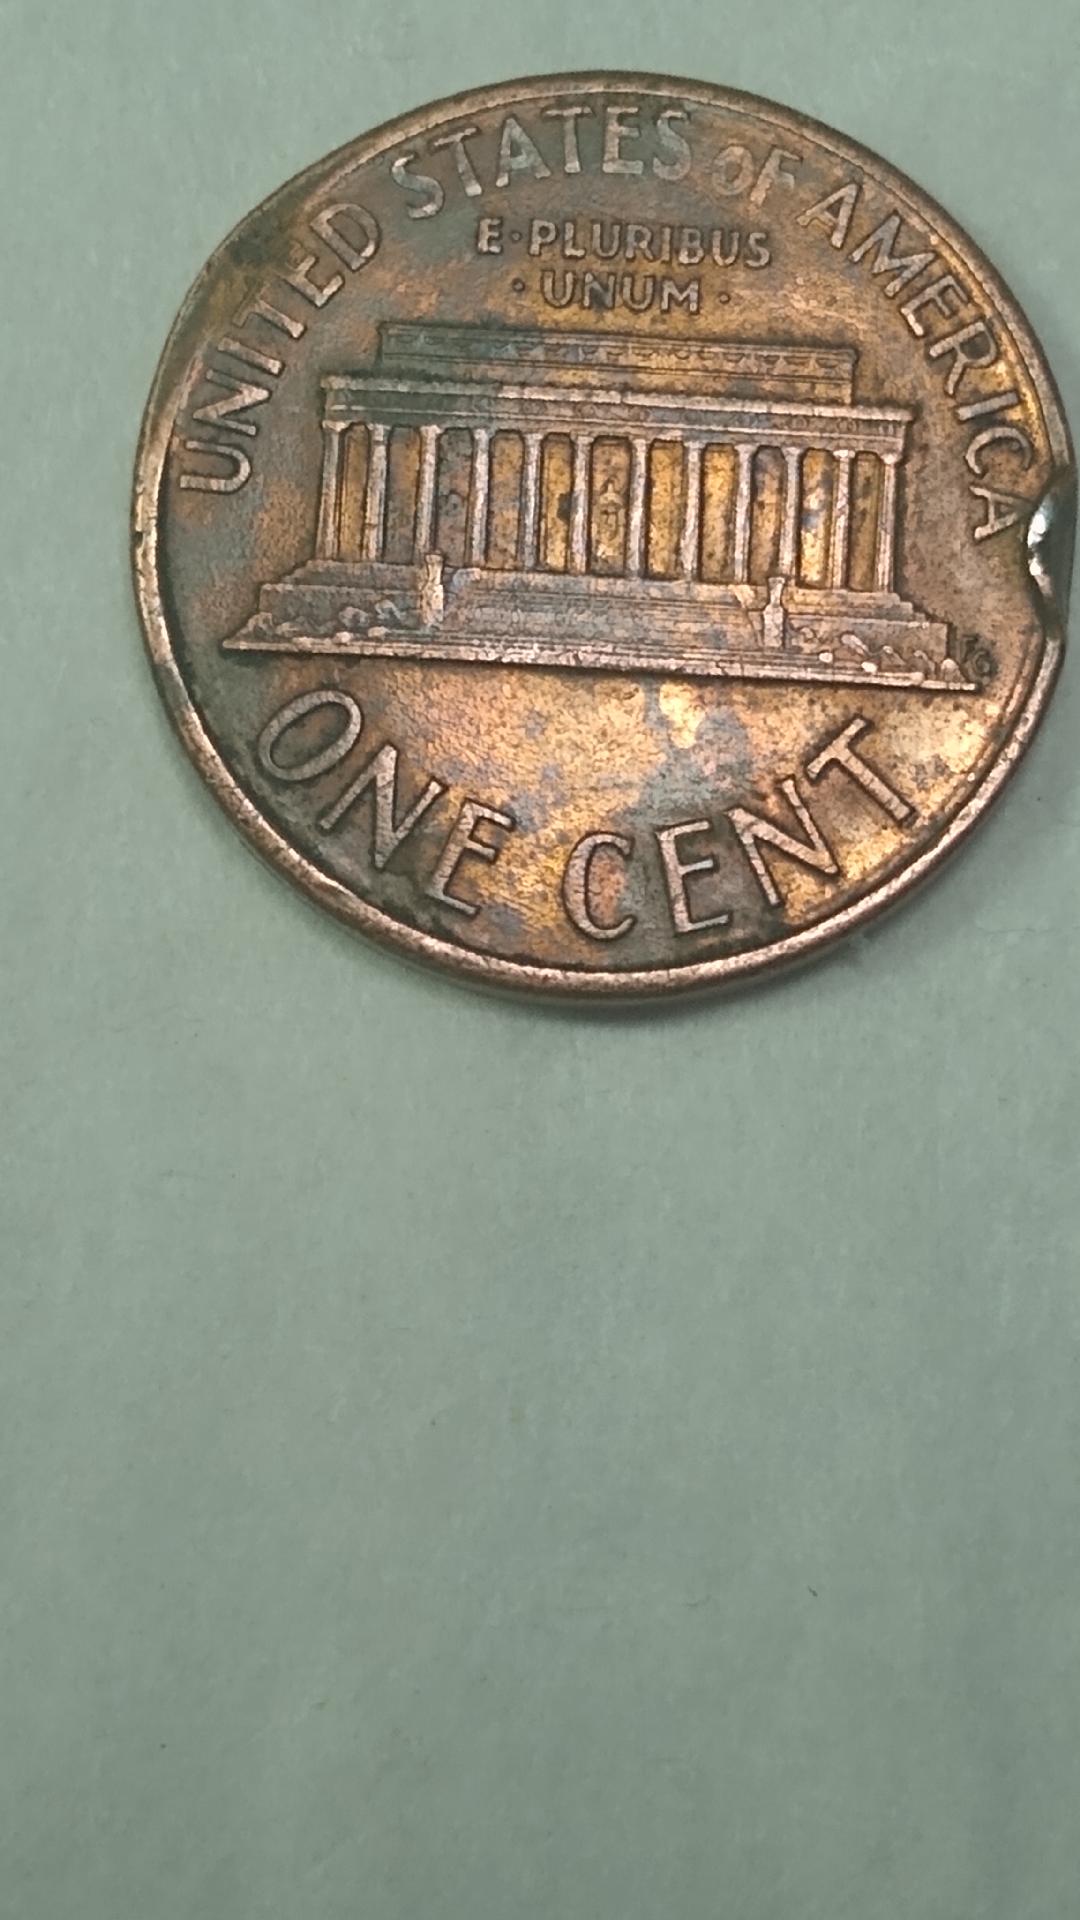 UNITED STATES OF AMERICA
E·PLURIBUS
·UNUM·
FG
ONE CENT